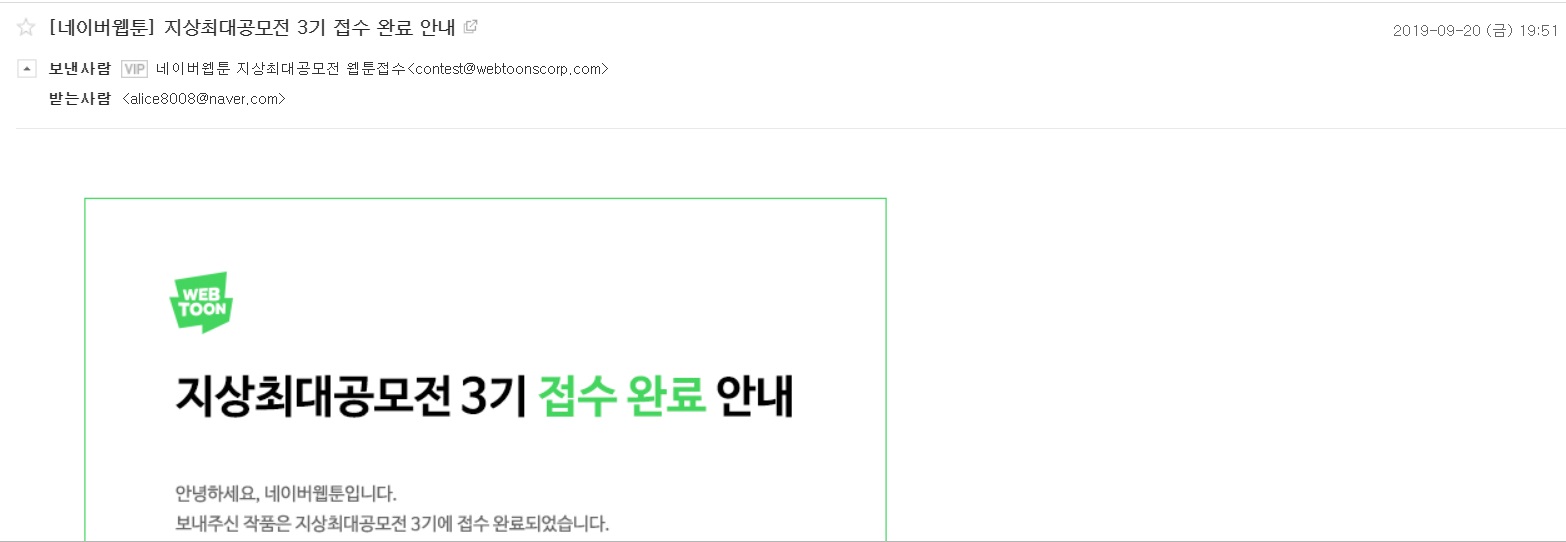 [네이버웹툰] 지상최대공모전 3기 접수 완료 안내
2019-09-20 (금) 19:51
보낸사람 VIP 네이버웹툰 지상최대공모전 웹툰접수<contest@webtoonscorp.com>
받는사람 <alice8008@naver.com>
WEB
TOON
지상최대공모전 3기 접수 완료 안내
안녕하세요, 네이버웹툰입니다.
보내주신 작품은 지상최대공모전 3기에 접수 완료되었습니다.